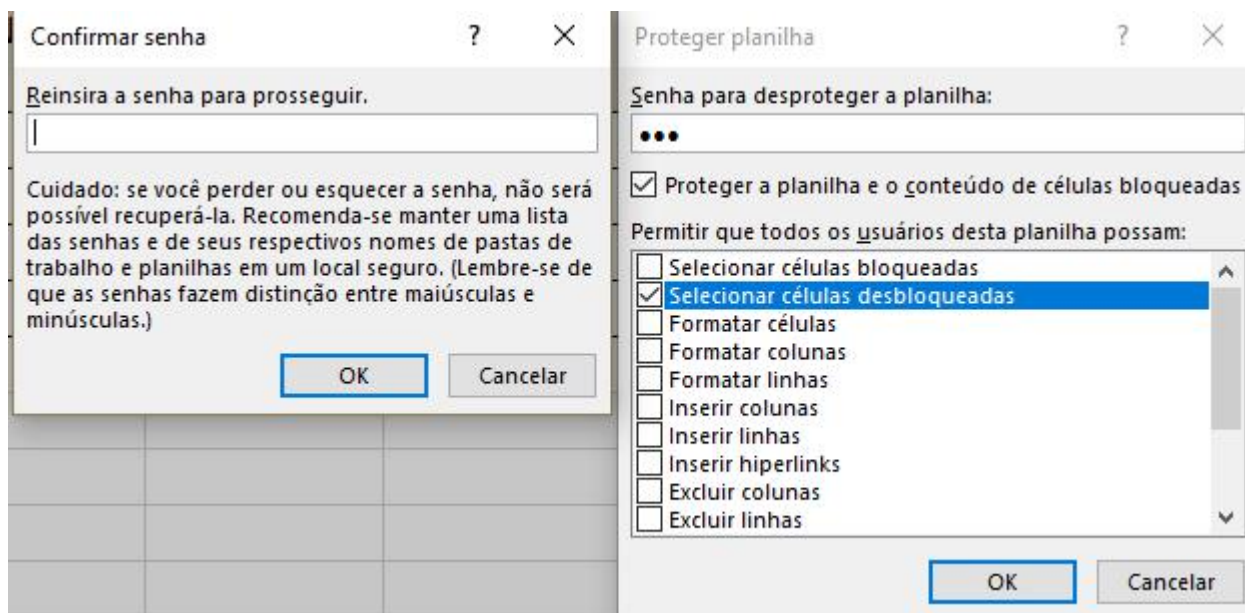 Confirmar senha
Reinsira a senha para prosseguir.
Cuidado: se você perder ou esquecer a senha, não será
possível recuperá-la. Recomenda-se manter uma lista
das senhas e de seus respectivos nomes de pastas de
trabalho e planilhas em um local seguro. (Lembre-se de
que as senhas fazem distinção entre maiúsculas e
minúsculas.)
OK
Cancelar
Proteger planilha
Senha para desproteger a planilha:
•••
Proteger a planilha e o conteúdo de células bloqueadas
Permitir que todos os usuários desta planilha possam:
Selecionar células bloqueadas
Selecionar células desbloqueadas
Formatar células
Formatar colunas
Formatar linhas
Inserir colunas
Inserir linhas
Inserir hiperlinks
Excluir colunas
Excluir linhas
OK
Cancelar